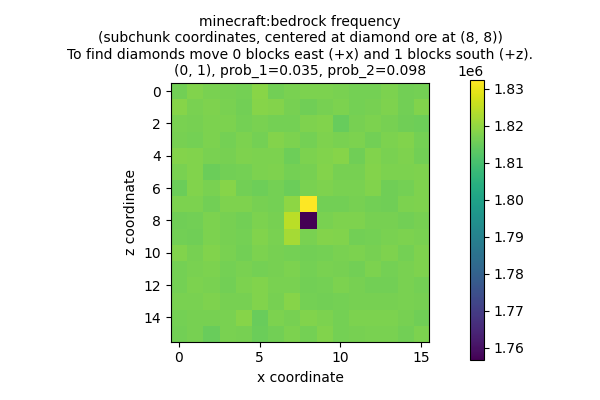 minecraft:bedrock frequency
(subchunk coordinates, centered at diamond ore at (8, 8))
To find diamonds move 0 blocks east (+x) and 1 blocks south (+z).
(0, 1), prob_1=0.035, prob_2=0.098
1e6
0
2
4
6
8
10
12
14
z coordinate
0
5
10
15
x coordinate
1.83
1.82
1.81
1.80
1.79
1.78
1.77
1.76